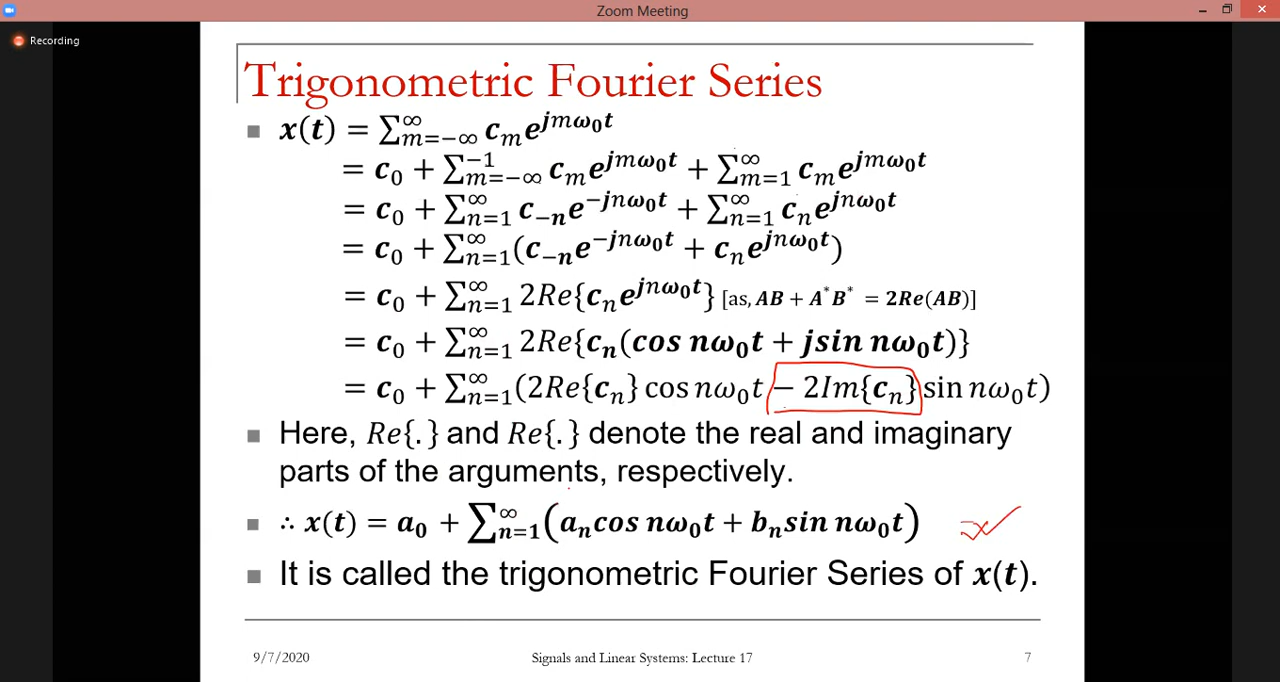 Zoom Meeting
Recording
Trigonometric Fourier Series
▪ x(t) = ∑_{m=-∞}^{∞} c_m e^{jmω₀t}
= c₀ + ∑_{m=-∞}^{-1} c_m e^{jmω₀t} + ∑_{m=1}^{∞} c_m e^{jmω₀t}
= c₀ + ∑_{n=1}^{∞} c_{-n} e^{-jnω₀t} + ∑_{n=1}^{∞} c_n e^{jnω₀t}
= c₀ + ∑_{n=1}^{∞} (c_{-n} e^{-jnω₀t} + c_n e^{jnω₀t})
= c₀ + ∑_{n=1}^{∞} 2Re{c_n e^{jnω₀t}} [as, AB + A*B* = 2Re(AB)]
= c₀ + ∑_{n=1}^{∞} 2Re{c_n(cos nω₀t + jsin nω₀t)}
= c₀ + ∑_{n=1}^{∞} (2Re{c_n} cos nω₀t − 2Im{c_n} sin nω₀t)
▪ Here, Re{.} and Re{.} denote the real and imaginary
parts of the arguments, respectively.
▪ ∴ x(t) = a₀ + ∑_{n=1}^{∞} (a_n cos nω₀t + b_n sin nω₀t)
▪ It is called the trigonometric Fourier Series of x(t).
9/7/2020
Signals and Linear Systems: Lecture 17
7